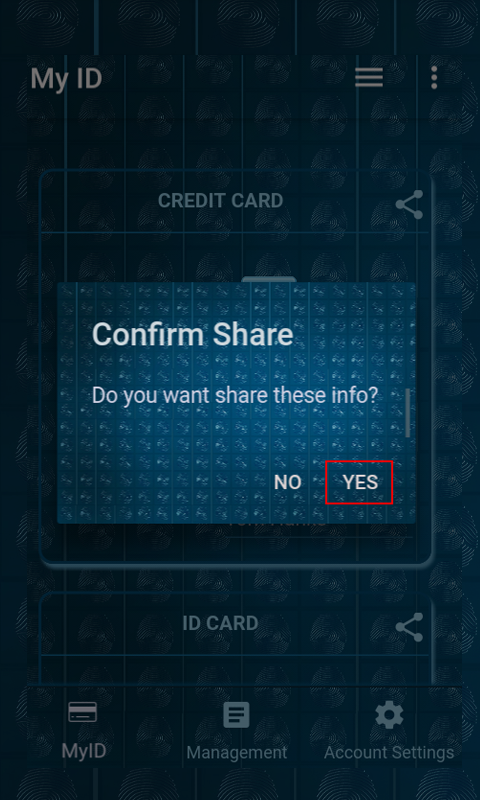 My ID
CREDIT CARD
Confirm Share
Do you want share these info?
NO
YES
ID CARD
MyID
Management
Account Settings